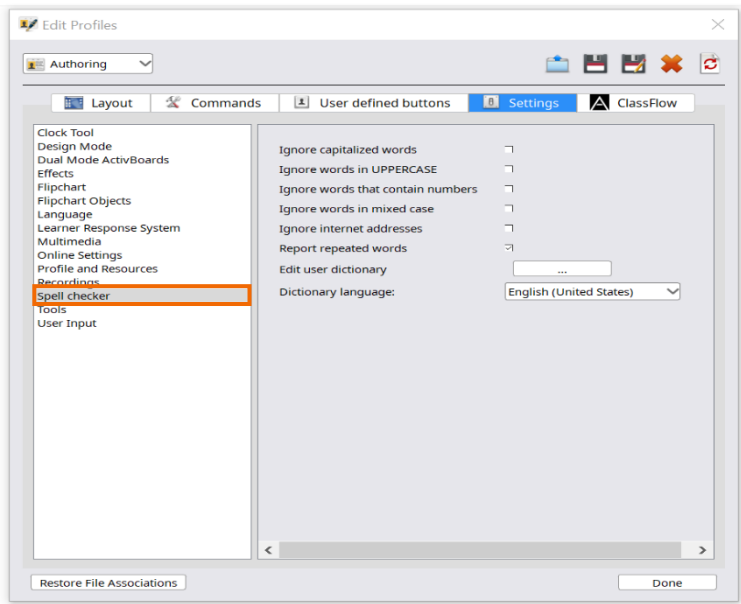 Edit Profiles
Authoring
Layout
Commands
User defined buttons
Settings
ClassFlow
Clock Tool
Design Mode
Dual Mode ActivBoards
Effects
Flipchart
Flipchart Objects
Language
Learner Response System
Multimedia
Online Settings
Profile and Resources
Recordings
Spell checker
Tools
User Input
Ignore capitalized words
Ignore words in UPPERCASE
Ignore words that contain numbers
Ignore words in mixed case
Ignore internet addresses
Report repeated words
Edit user dictionary ...
Dictionary language: English (United States)
Restore File Associations
Done